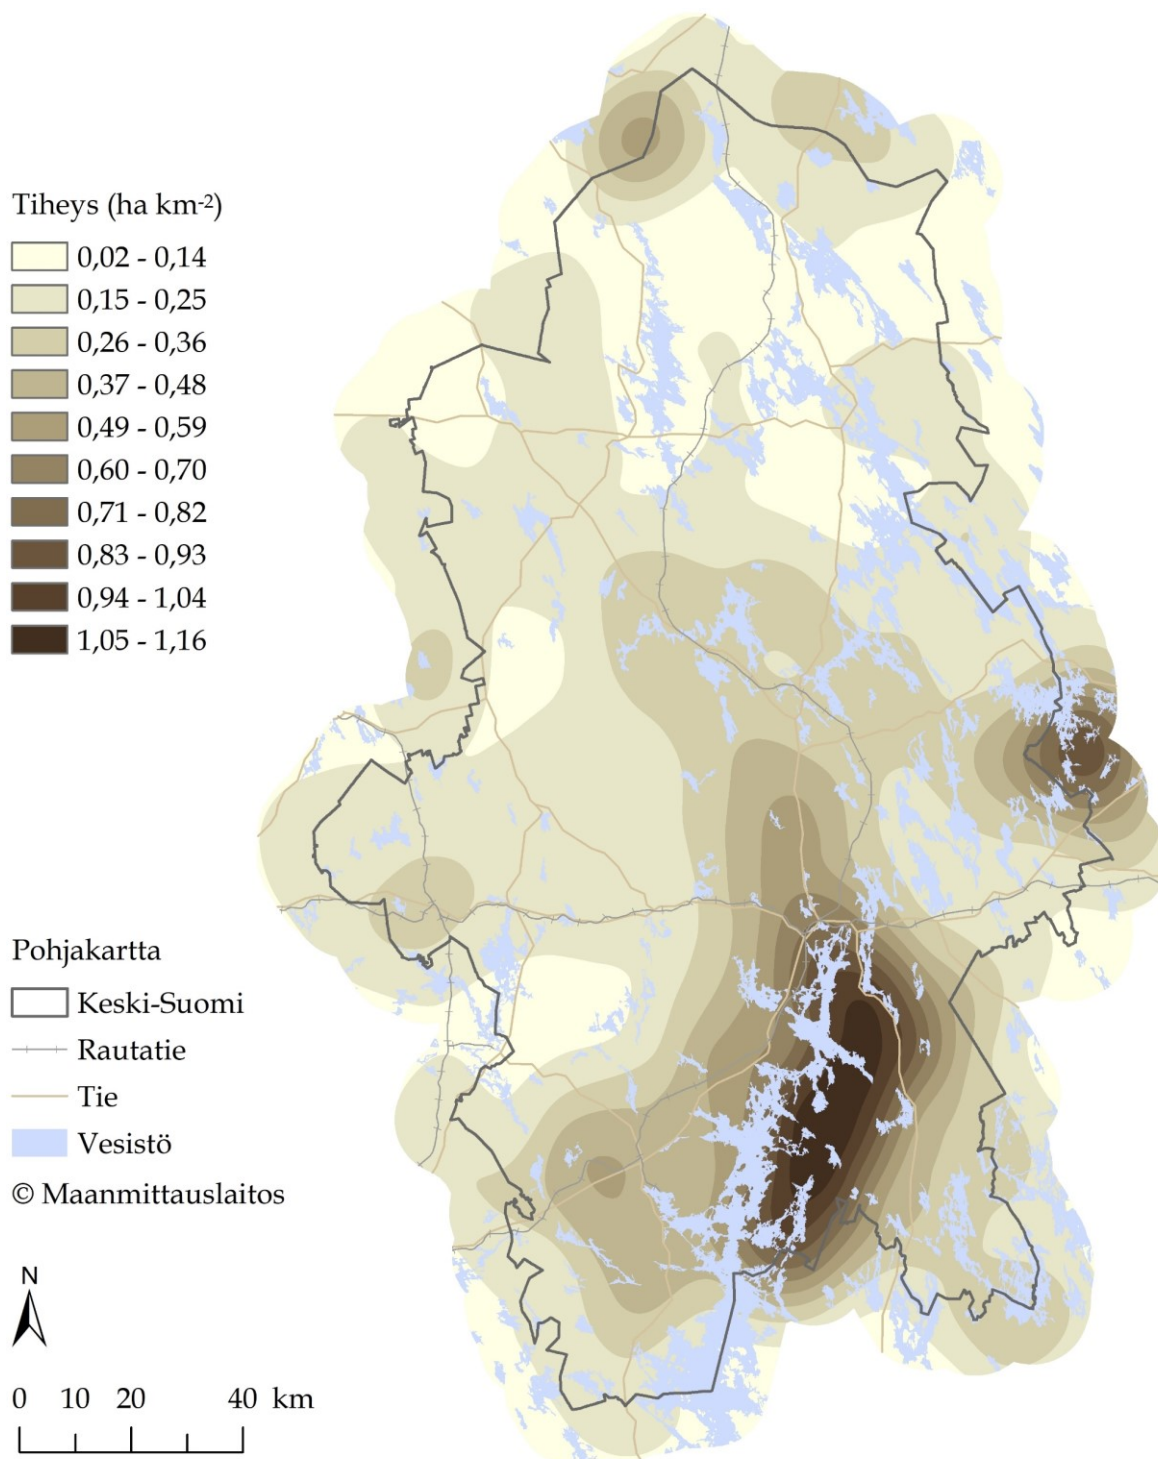 Tiheys (ha km⁻²)
0,02 - 0,14
0,15 - 0,25
0,26 - 0,36
0,37 - 0,48
0,49 - 0,59
0,60 - 0,70
0,71 - 0,82
0,83 - 0,93
0,94 - 1,04
1,05 - 1,16
Pohjakartta
Keski-Suomi
Rautatie
Tie
Vesistö
© Maanmittauslaitos
N
0 10 20 40 km